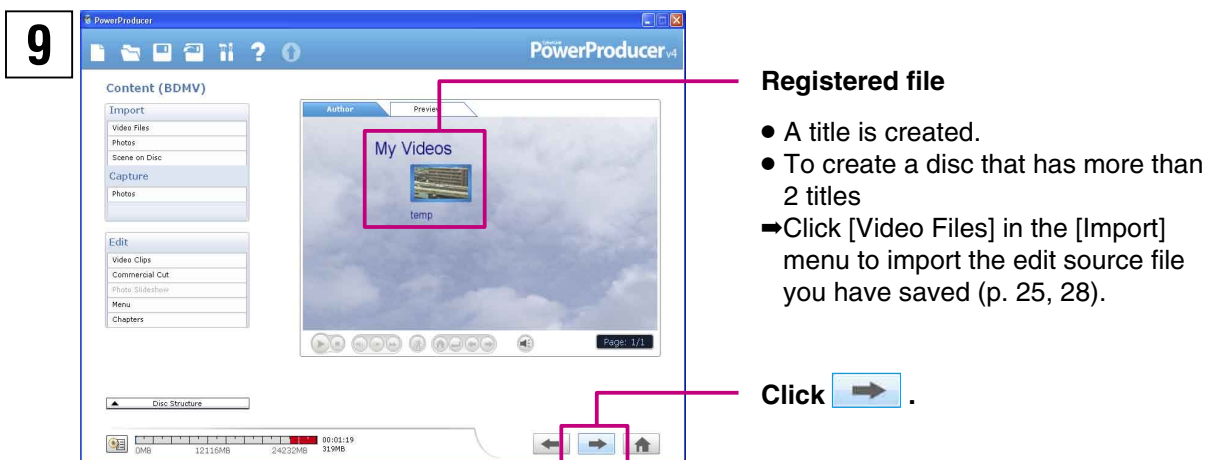 9
PowerProducer
CyberLink
PowerProducer v4
Content (BDMV)
Import
Video Files
Photos
Scene on Disc
Capture
Photos
Edit
Video Clips
Commercial Cut
Photo Slideshow
Menu
Chapters
Author
Preview
My Videos
temp
Page: 1/1
Disc Structure
0MB
12116MB
24232MB
00:01:19
319MB
Registered file
● A title is created.
● To create a disc that has more than
2 titles
➡Click [Video Files] in the [Import]
menu to import the edit source file
you have saved (p. 25, 28).
Click ➡ .